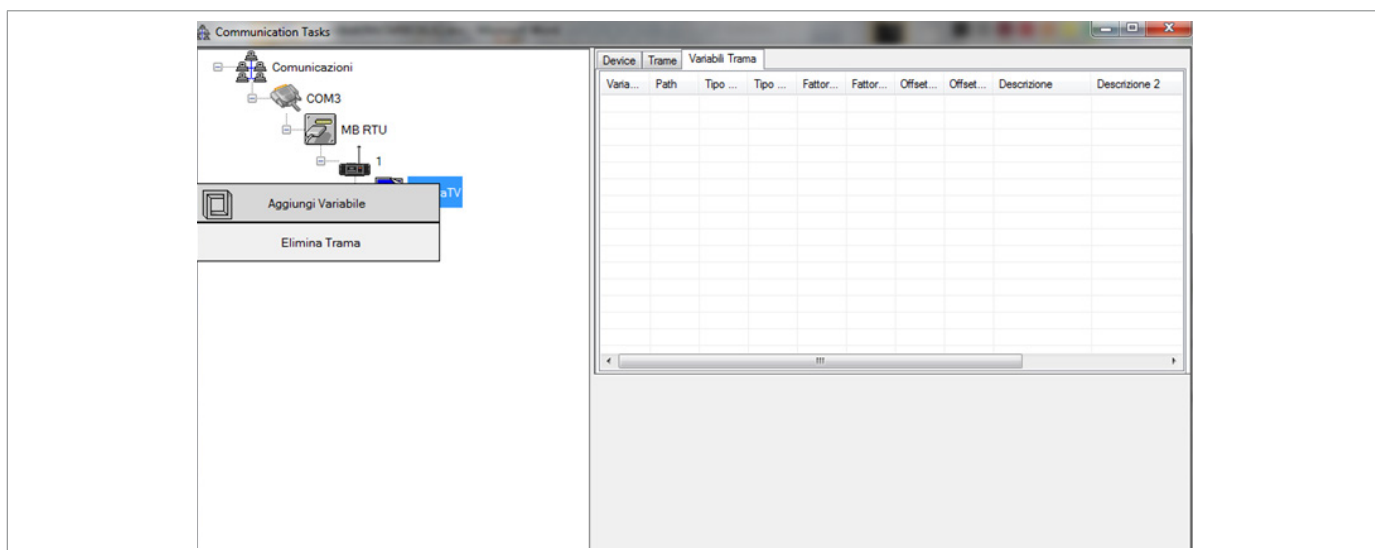 Communication Tasks
Comunicazioni
COM3
MB RTU
1
aTV
Aggiungi Variabile
Elimina Trama
Device Trame Variabili Trama
Varia... Path Tipo ... Tipo ... Fattor... Fattor... Offset... Offset... Descrizione Descrizione 2